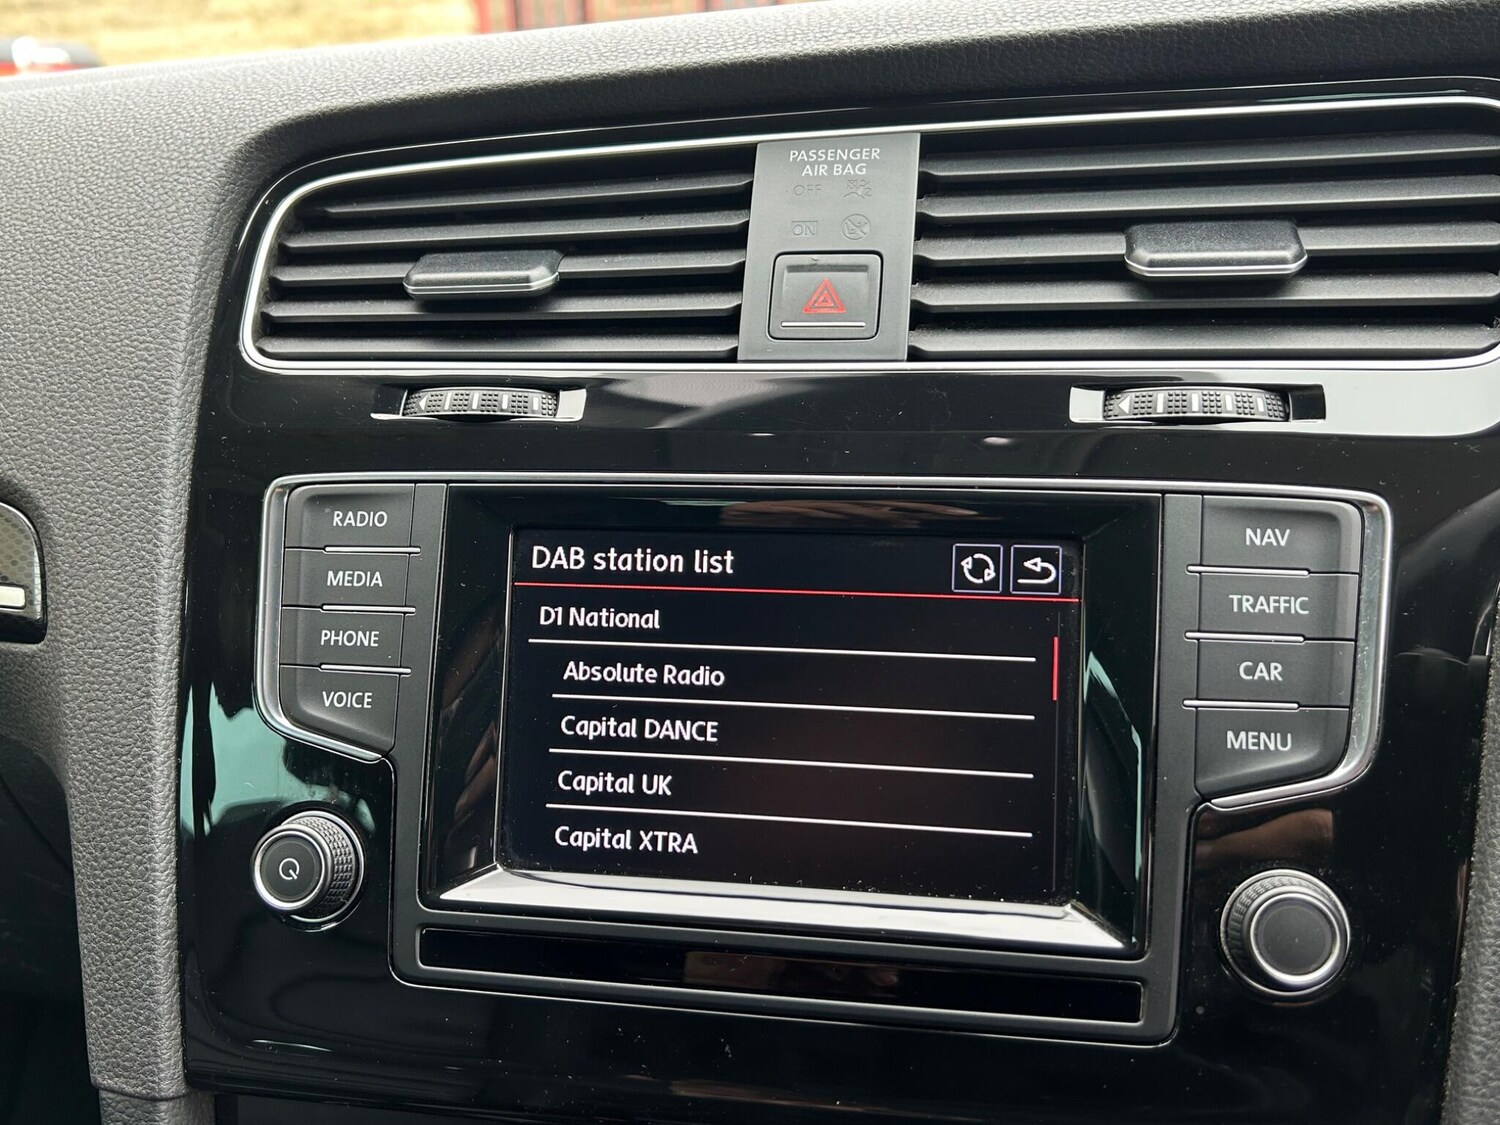 PASSENGER
AIR BAG
OFF
ON
RADIO
MEDIA
PHONE
VOICE
DAB station list
D1 National
Absolute Radio
Capital DANCE
Capital UK
Capital XTRA
NAV
TRAFFIC
CAR
MENU